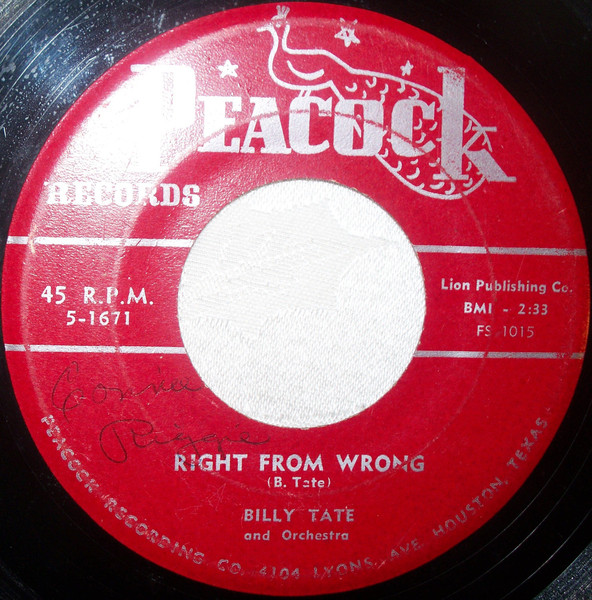 PEACOCK
RECORDS
45 R.P.M.
5-1671
Lion Publishing Co.
BMI - 2:33
FS-1015
RIGHT FROM WRONG
(B. Tate)
BILLY TATE
and Orchestra
PEACOCK RECORDING CO. 4104 LYONS AVE. HOUSTON, TEXAS